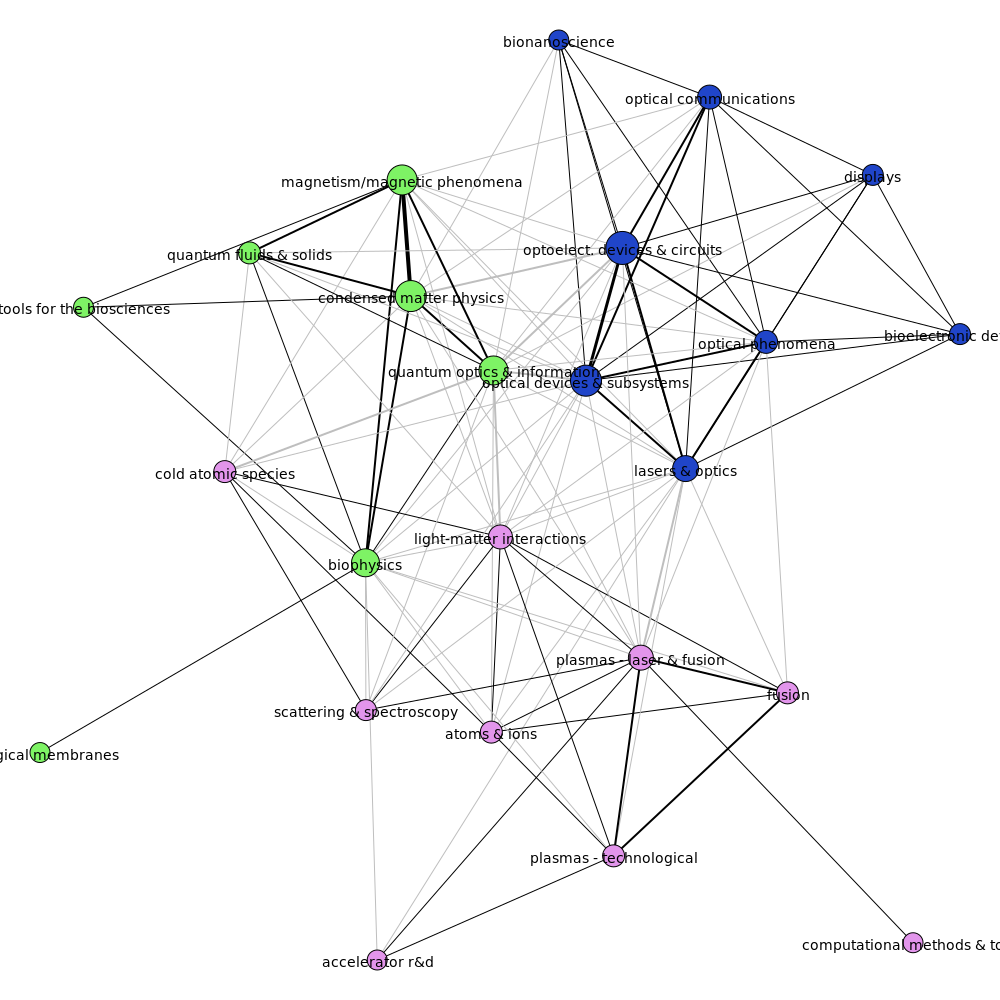 bionanoscience
optical communications
displays
magnetism/magnetic phenomena
optoelect. devices & circuits
quantum fluids & solids
condensed matter physics
tools for the biosciences
optical phenomena
bioelectronic de
quantum optics & information
optical devices & subsystems
lasers & optics
cold atomic species
light-matter interactions
biophysics
plasmas - laser & fusion
fusion
scattering & spectroscopy
atoms & ions
gical membranes
plasmas - technological
computational methods & to
accelerator r&d